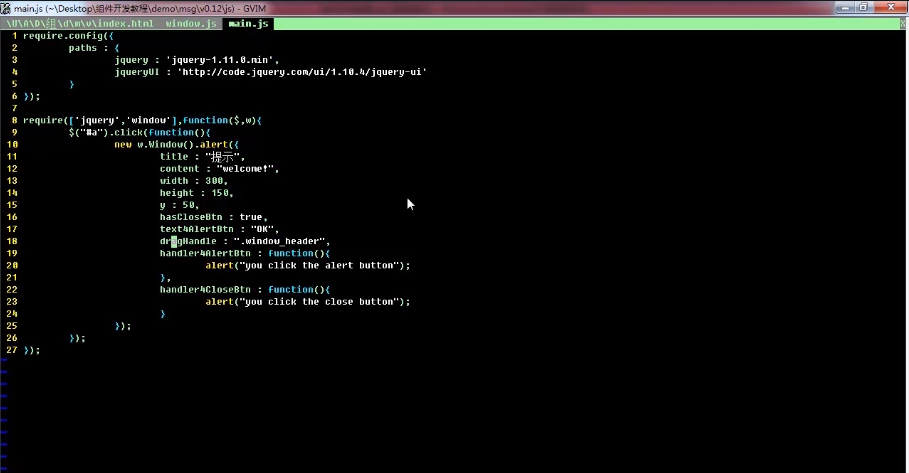 main.js (~\Desktop\组件开发教程\demo\msg\v0.12\js) - GVIM
\U\A\D\组\d\m\v\index.html window.js main.js X
1 require.config({
2 paths : {
3 jquery : 'jquery-1.11.0.min',
4 jqueryUI : 'http://code.jquery.com/ui/1.10.4/jquery-ui'
5 }
6 });
7
8 require(['jquery','window'],function($,w){
9 $("#a").click(function(){
10 new w.Window().alert({
11 title : "提示",
12 content : "welcome!",
13 width : 300,
14 height : 150,
15 y : 50,
16 hasCloseBtn : true,
17 text4AlertBtn : "OK",
18 dragHandle : ".window_header",
19 handler4AlertBtn : function(){
20 alert("you click the alert button");
21 },
22 handler4CloseBtn : function(){
23 alert("you click the close button");
24 }
25 });
26 });
27 });